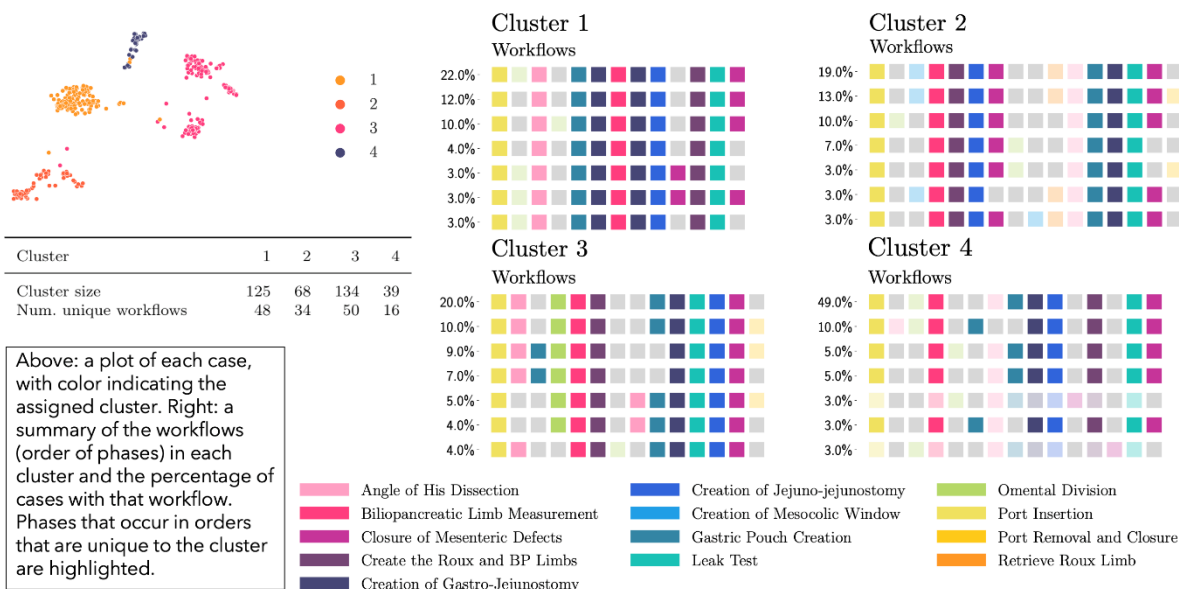 1
2
3
4
Cluster 1 2 3 4
Cluster size 125 68 134 39
Num. unique workflows 48 34 50 16
Above: a plot of each case,
with color indicating the
assigned cluster. Right: a
summary of the workflows
(order of phases) in each
cluster and the percentage of
cases with that workflow.
Phases that occur in orders
that are unique to the cluster
are highlighted.
Cluster 1
Workflows
22.0%
12.0%
10.0%
4.0%
3.0%
3.0%
3.0%
Cluster 2
Workflows
19.0%
13.0%
10.0%
7.0%
3.0%
3.0%
3.0%
Cluster 3
Workflows
20.0%
10.0%
9.0%
7.0%
5.0%
4.0%
4.0%
Cluster 4
Workflows
49.0%
10.0%
5.0%
5.0%
3.0%
3.0%
3.0%
Angle of His Dissection
Biliopancreatic Limb Measurement
Closure of Mesenteric Defects
Create the Roux and BP Limbs
Creation of Gastro-Jejunostomy
Creation of Jejuno-jejunostomy
Creation of Mesocolic Window
Gastric Pouch Creation
Leak Test
Omental Division
Port Insertion
Port Removal and Closure
Retrieve Roux Limb